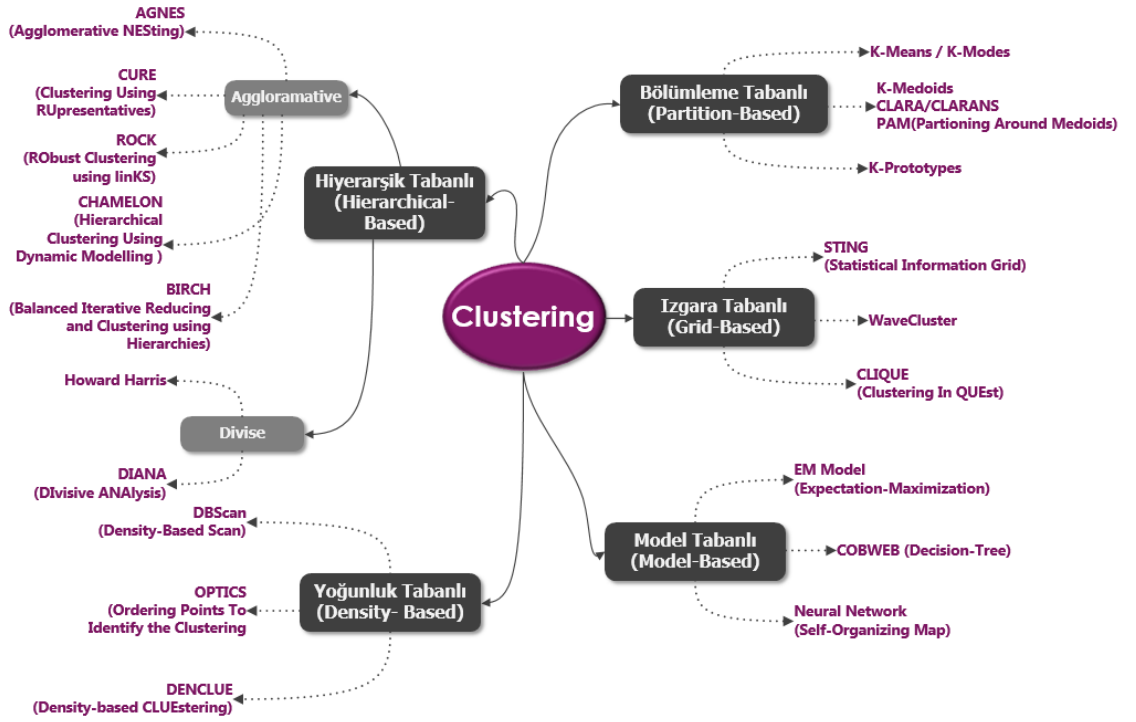 AGNES
(Agglomerative NESting)
CURE
(Clustering Using
RUpresentatives)
ROCK
(RObust Clustering
using linKS)
CHAMELON
(Hierarchical
Clustering Using
Dynamic Modelling )
BIRCH
(Balanced Iterative Reducing
and Clustering using
Hierarchies)
Aggloramative
Hiyerarşik Tabanlı
(Hierarchical-
Based)
Howard Harris
Divise
DIANA
(DIvisive ANAlysis)
DBScan
(Density-Based Scan)
OPTICS
(Ordering Points To
Identify the Clustering
DENCLUE
(Density-based CLUEstering)
Yoğunluk Tabanlı
(Density- Based)
Clustering
Bölümleme Tabanlı
(Partition-Based)
K-Means / K-Modes
K-Medoids
CLARA/CLARANS
PAM(Partioning Around Medoids)
K-Prototypes
Izgara Tabanlı
(Grid-Based)
STING
(Statistical Information Grid)
WaveCluster
CLIQUE
(Clustering In QUEst)
Model Tabanlı
(Model-Based)
EM Model
(Expectation-Maximization)
COBWEB (Decision-Tree)
Neural Network
(Self-Organizing Map)